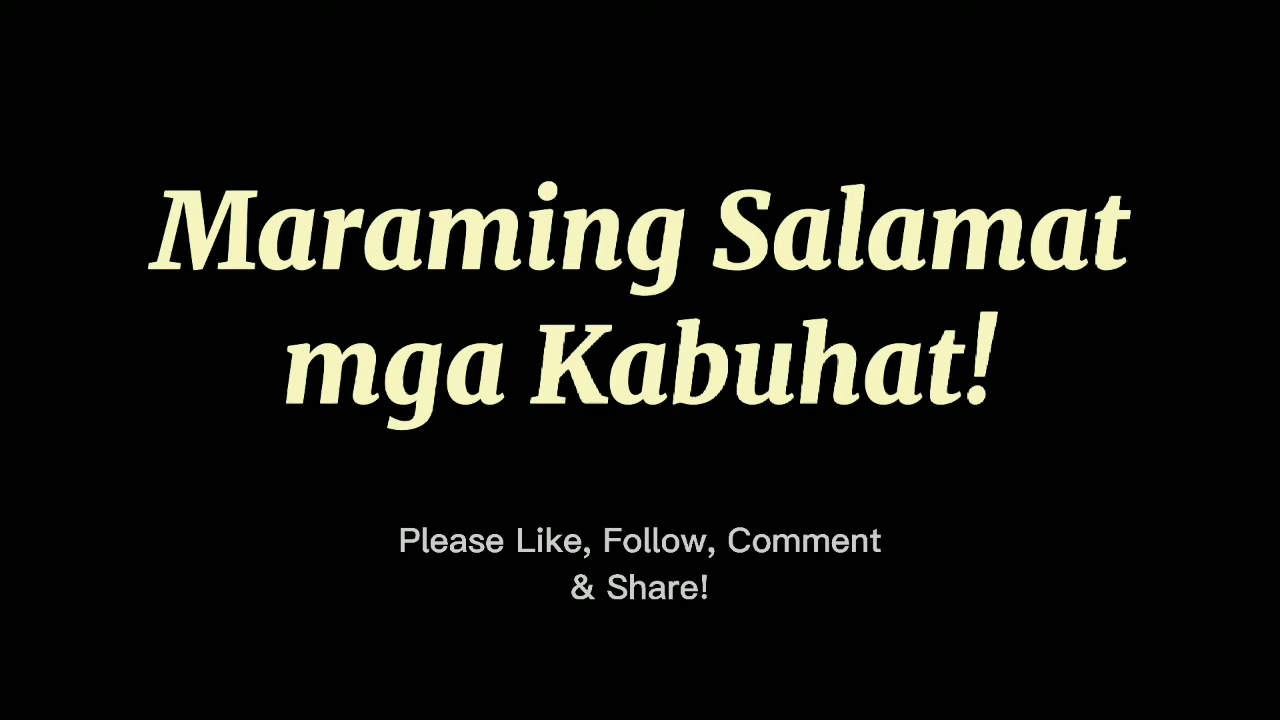 Maraming Salamat
mga Kabuhat!
Please Like, Follow, Comment
& Share!